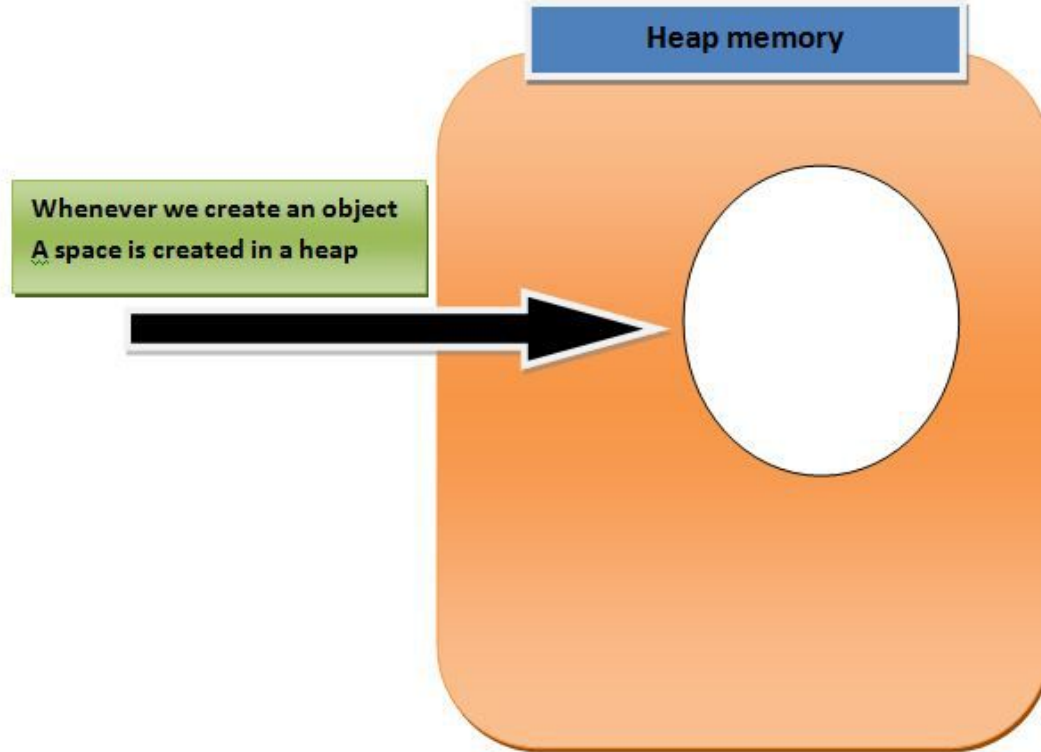 Heap memory
Whenever we create an object
A space is created in a heap